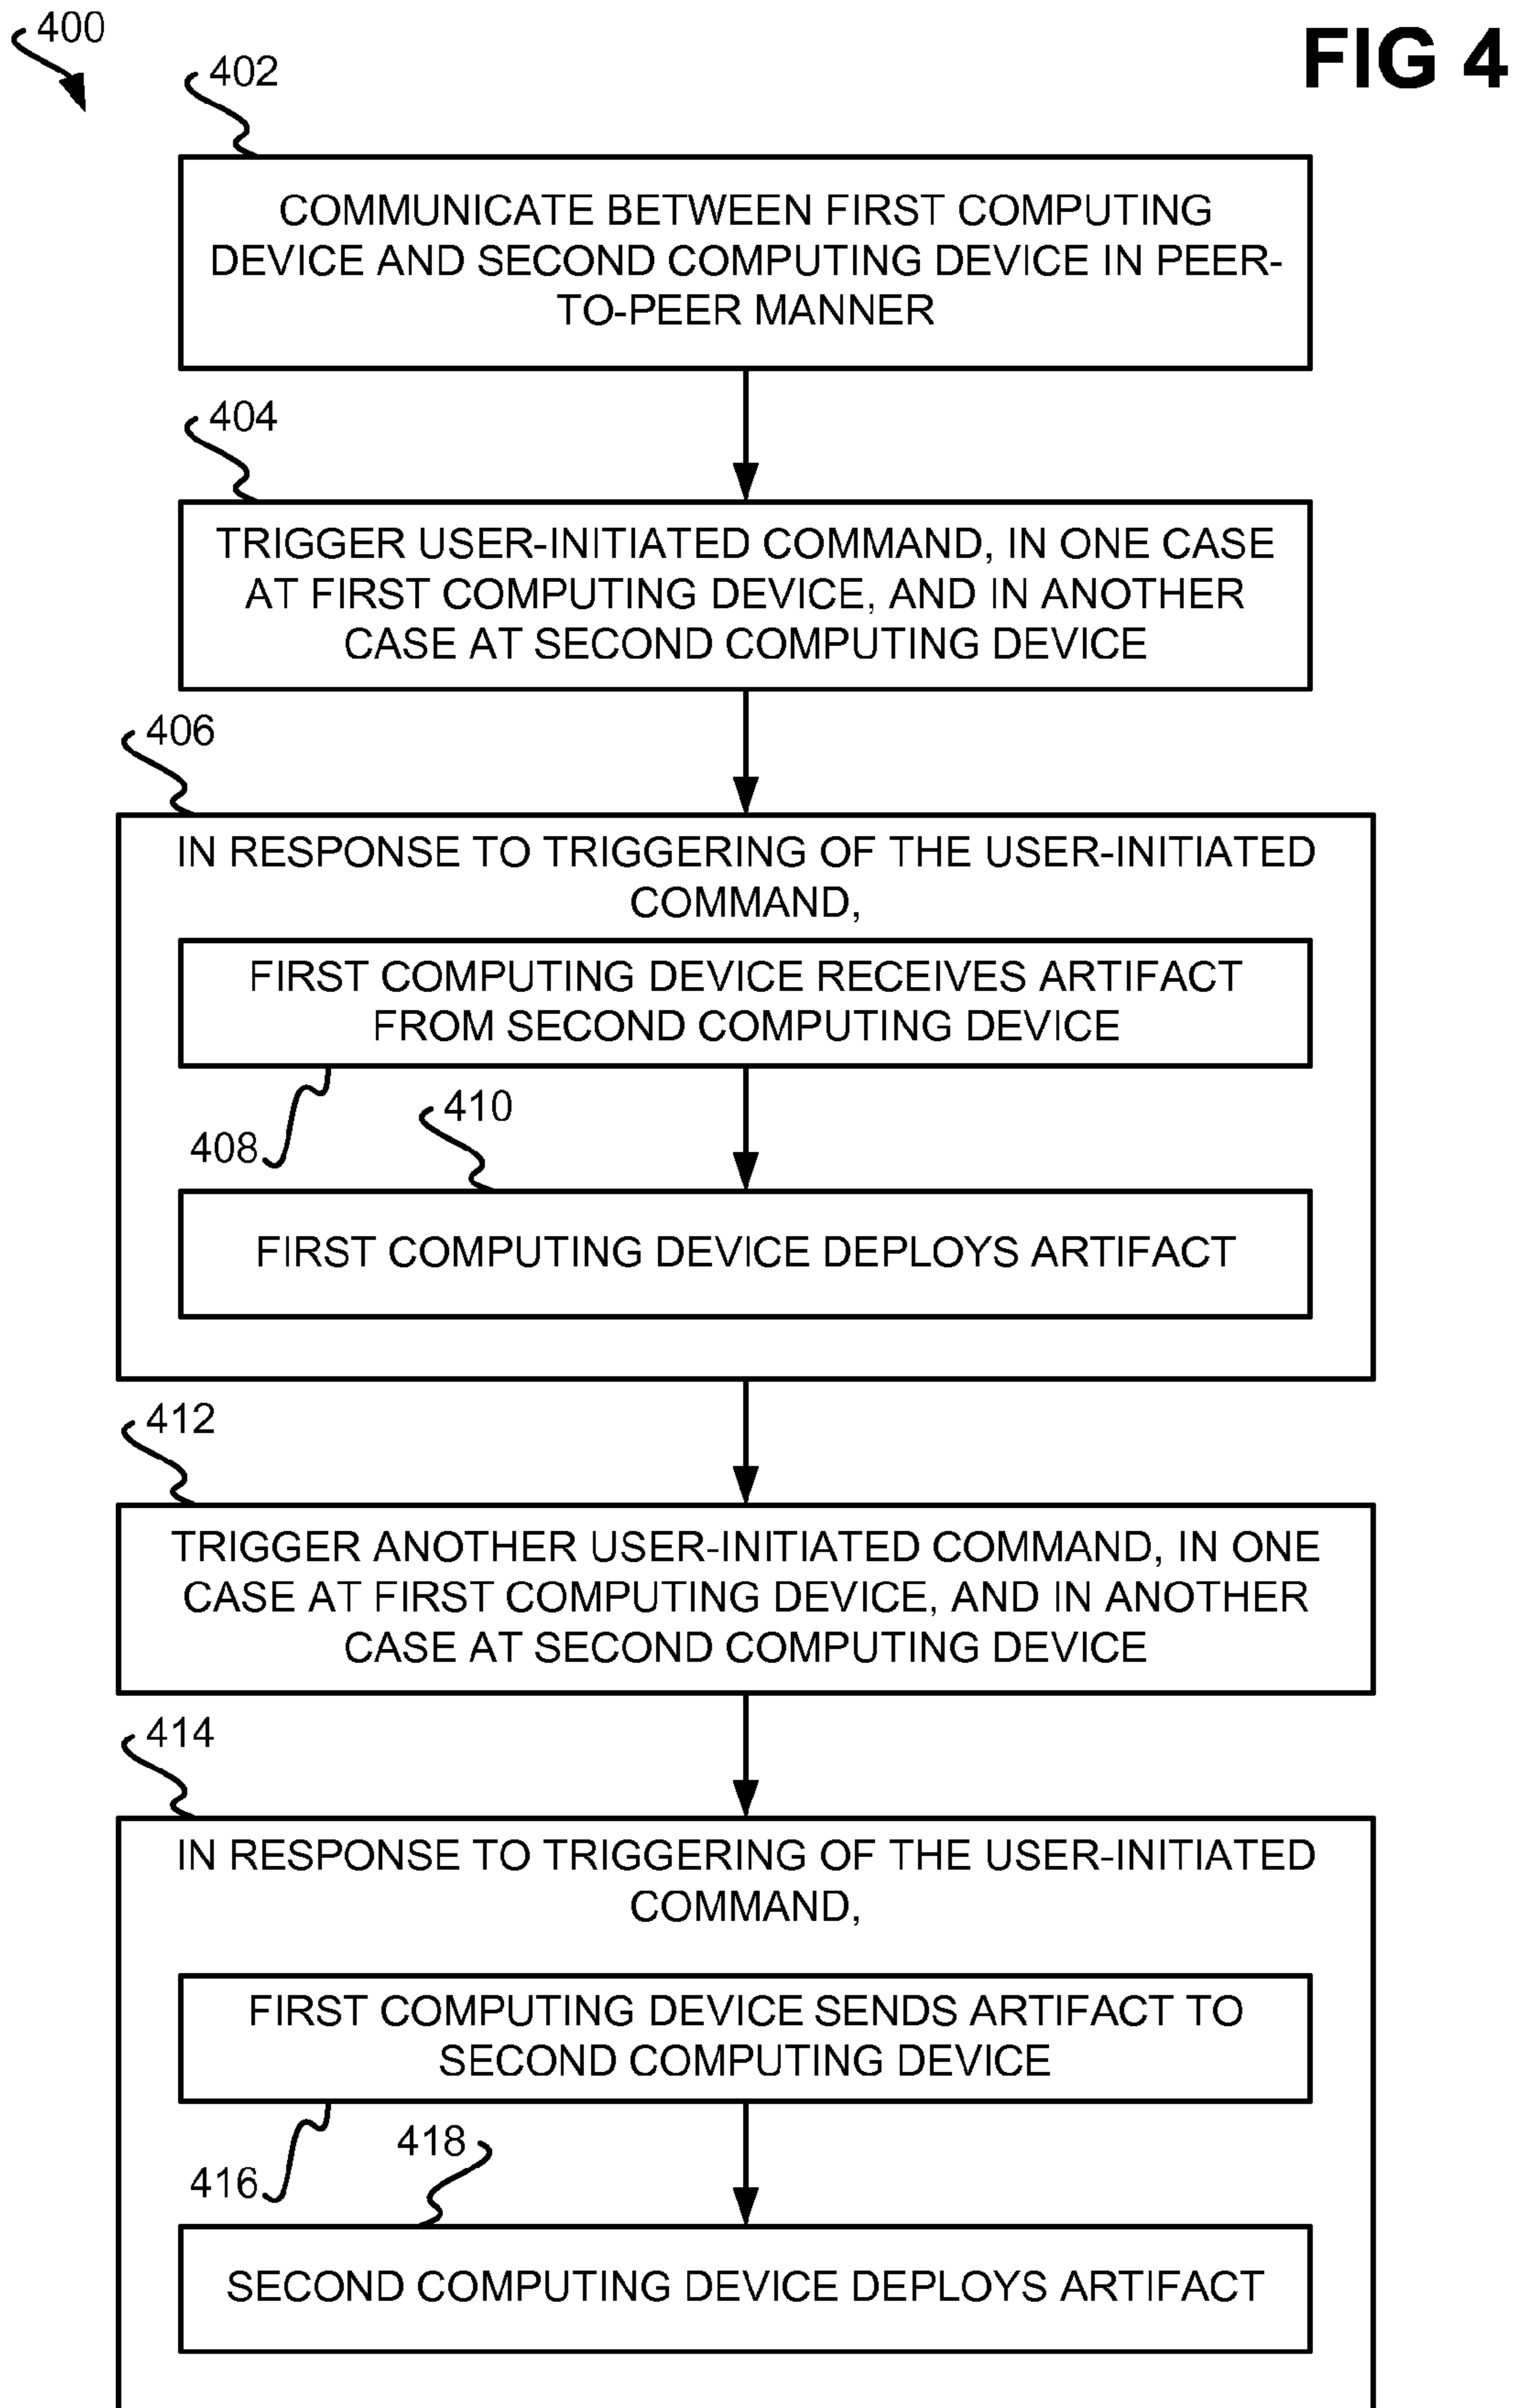 400
FIG 4
402
COMMUNICATE BETWEEN FIRST COMPUTING
DEVICE AND SECOND COMPUTING DEVICE IN PEER-
TO-PEER MANNER
404
TRIGGER USER-INITIATED COMMAND, IN ONE CASE
AT FIRST COMPUTING DEVICE, AND IN ANOTHER
CASE AT SECOND COMPUTING DEVICE
406
IN RESPONSE TO TRIGGERING OF THE USER-INITIATED
COMMAND,
FIRST COMPUTING DEVICE RECEIVES ARTIFACT
FROM SECOND COMPUTING DEVICE
408
410
FIRST COMPUTING DEVICE DEPLOYS ARTIFACT
412
TRIGGER ANOTHER USER-INITIATED COMMAND, IN ONE
CASE AT FIRST COMPUTING DEVICE, AND IN ANOTHER
CASE AT SECOND COMPUTING DEVICE
414
IN RESPONSE TO TRIGGERING OF THE USER-INITIATED
COMMAND,
FIRST COMPUTING DEVICE SENDS ARTIFACT TO
SECOND COMPUTING DEVICE
416
418
SECOND COMPUTING DEVICE DEPLOYS ARTIFACT